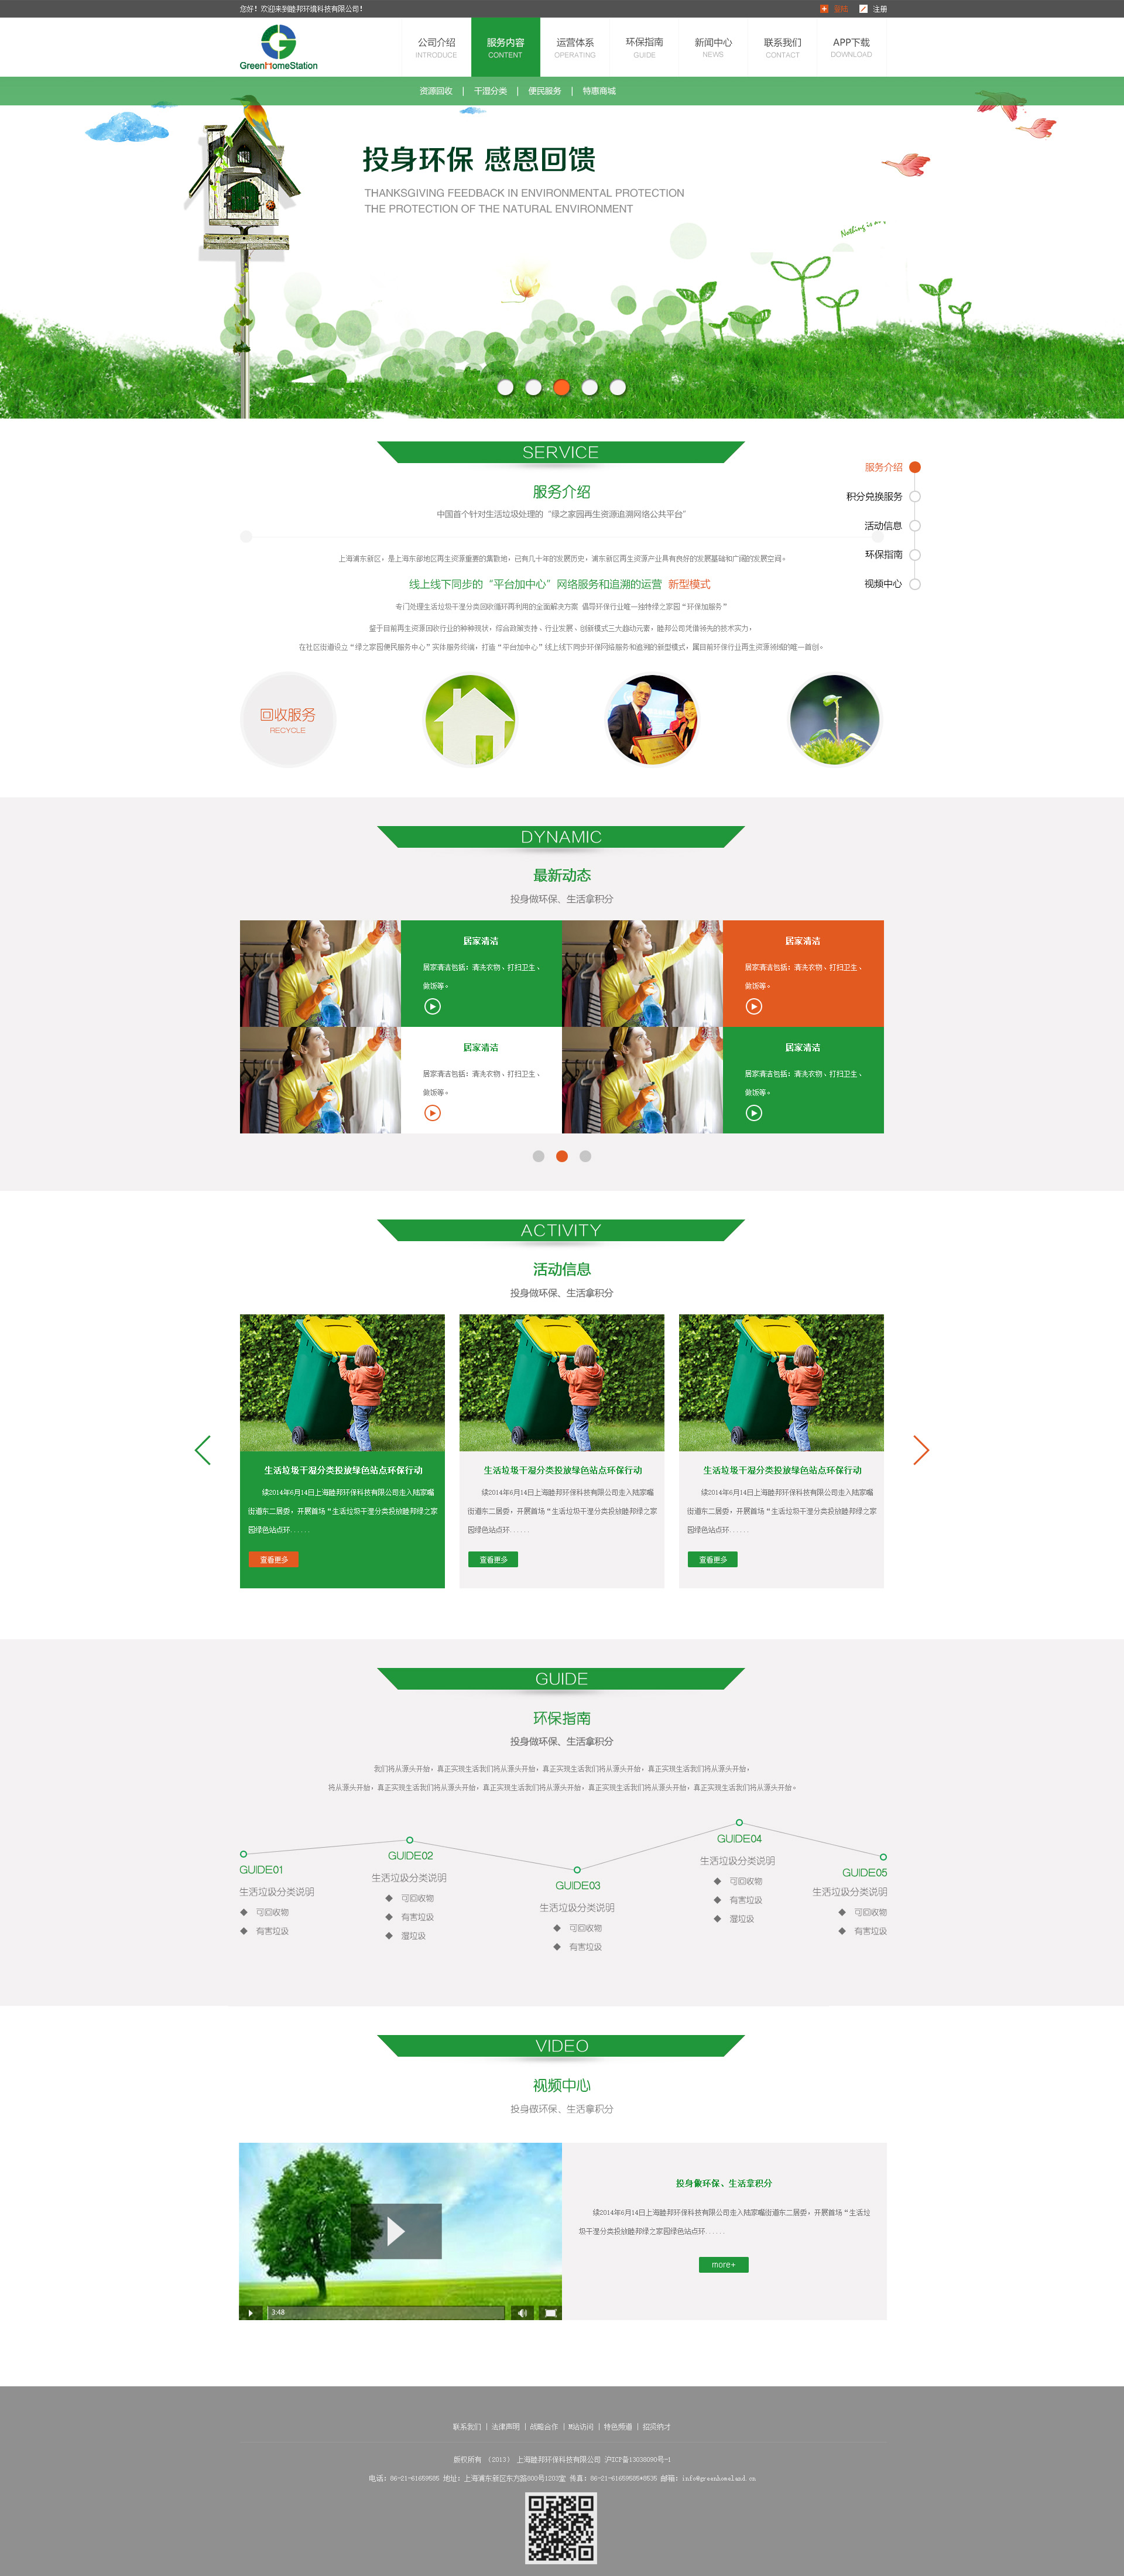 您好！欢迎来到睦邦环境科技有限公司！
登陆 注册
GreenHomeStation
公司介绍 服务内容 运营体系 环保指南 新闻中心 联系我们 APP下载
INTRODUCE CONTENT OPERATING GUIDE NEWS CONTACT DOWNLOAD
资源回收 | 干湿分类 | 便民服务 | 特惠商城
投身环保 感恩回馈
THANKSGIVING FEEDBACK IN ENVIRONMENTAL PROTECTION
THE PROTECTION OF THE NATURAL ENVIRONMENT
Nothing is
SERVICE
服务介绍
中国首个针对生活垃圾处理的“绿之家园再生资源追溯网络公共平台”
服务介绍
积分兑换服务
活动信息
环保指南
视频中心
上海浦东新区，是上海东部地区再生资源重要的集散地，已有几十年的发展历史，浦东新区再生资源产业具有良好的发展基础和广阔的发展空间。
线上线下同步的“平台加中心”网络服务和追溯的运营 新型模式
专门处理生活垃圾干湿分类回收循环再利用的全面解决方案 倡导环保行业唯一独特绿之家园“环保加服务”
鉴于目前再生资源回收行业的种种现状，综合政策支持、行业发展、创新模式三大趋动元素，睦邦公司凭借领先的技术实力，
在社区街道设立“绿之家园便民服务中心”实体服务终端，打造“平台加中心”线上线下同步环保网络服务和追溯的新型模式，属目前环保行业再生资源领域的唯一首创。
回收服务
RECYCLE
DYNAMIC
最新动态
投身做环保、生活拿积分
居家清洁
居家清洁包括：清洗衣物、打扫卫生、
做饭等。
居家清洁
居家清洁包括：清洗衣物、打扫卫生、
做饭等。
居家清洁
居家清洁包括：清洗衣物、打扫卫生、
做饭等。
居家清洁
居家清洁包括：清洗衣物、打扫卫生、
做饭等。
ACTIVITY
活动信息
投身做环保、生活拿积分
生活垃圾干湿分类投放绿色站点环保行动
续2014年6月14日上海睦邦环保科技有限公司走入陆家嘴
街道东二居委，开展首场“生活垃圾干湿分类投放睦邦绿之家
园绿色站点环......
查看更多
生活垃圾干湿分类投放绿色站点环保行动
续2014年6月14日上海睦邦环保科技有限公司走入陆家嘴
街道东二居委，开展首场“生活垃圾干湿分类投放睦邦绿之家
园绿色站点环......
查看更多
生活垃圾干湿分类投放绿色站点环保行动
续2014年6月14日上海睦邦环保科技有限公司走入陆家嘴
街道东二居委，开展首场“生活垃圾干湿分类投放睦邦绿之家
园绿色站点环......
查看更多
GUIDE
环保指南
投身做环保、生活拿积分
我们将从源头开始，真正实现生活我们将从源头开始，真正实现生活我们将从源头开始，真正实现生活我们将从源头开始，
将从源头开始，真正实现生活我们将从源头开始，真正实现生活我们将从源头开始，真正实现生活我们将从源头开始，真正实现生活我们将从源头开始。
GUIDE01
生活垃圾分类说明
◆ 可回收物
◆ 有害垃圾
GUIDE02
生活垃圾分类说明
◆ 可回收物
◆ 有害垃圾
◆ 湿垃圾
GUIDE03
生活垃圾分类说明
◆ 可回收物
◆ 有害垃圾
GUIDE04
生活垃圾分类说明
◆ 可回收物
◆ 有害垃圾
◆ 湿垃圾
GUIDE05
生活垃圾分类说明
◆ 可回收物
◆ 有害垃圾
VIDEO
视频中心
投身做环保、生活拿积分
3:48
投身做环保、生活拿积分
续2014年6月14日上海睦邦环保科技有限公司走入陆家嘴街道东二居委，开展首场“生活垃
圾干湿分类投放睦邦绿之家园绿色站点环......
more+
联系我们 | 法律声明 | 战略合作 | 网站访问 | 特色频道 | 招贤纳才
版权所有 （2013） 上海睦邦环保科技有限公司 沪ICP备13038090号-1
电话：86-21-61659585 地址：上海浦东新区东方路800号1203室 传真：86-21-61659585*8535 邮箱：info@greenhomeland.cn